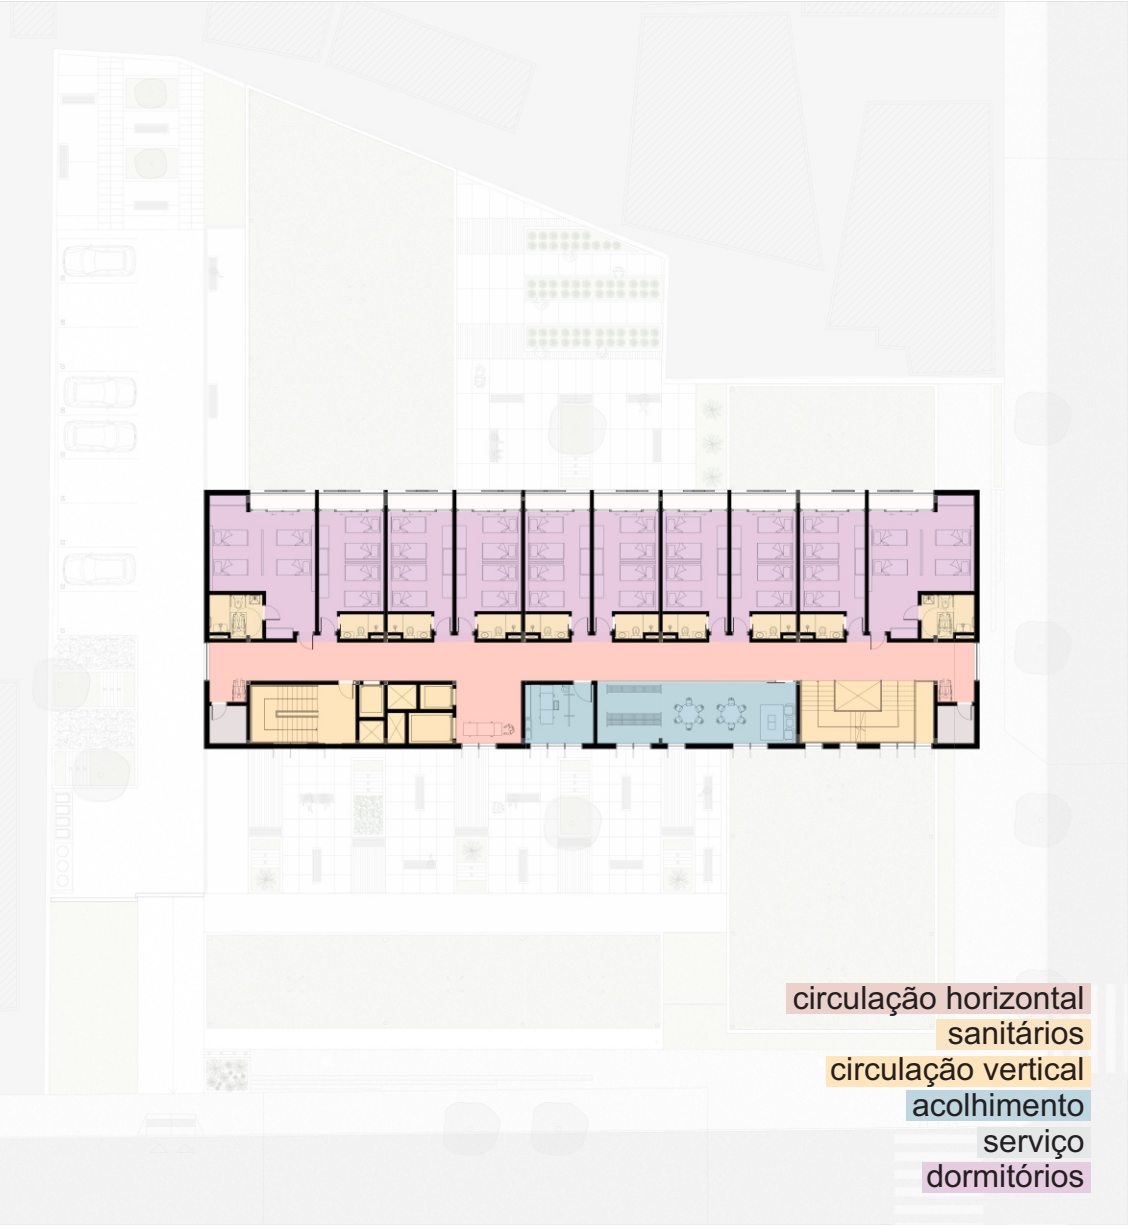 circulação horizontal
sanitários
circulação vertical
acolhimento
serviço
dormitórios